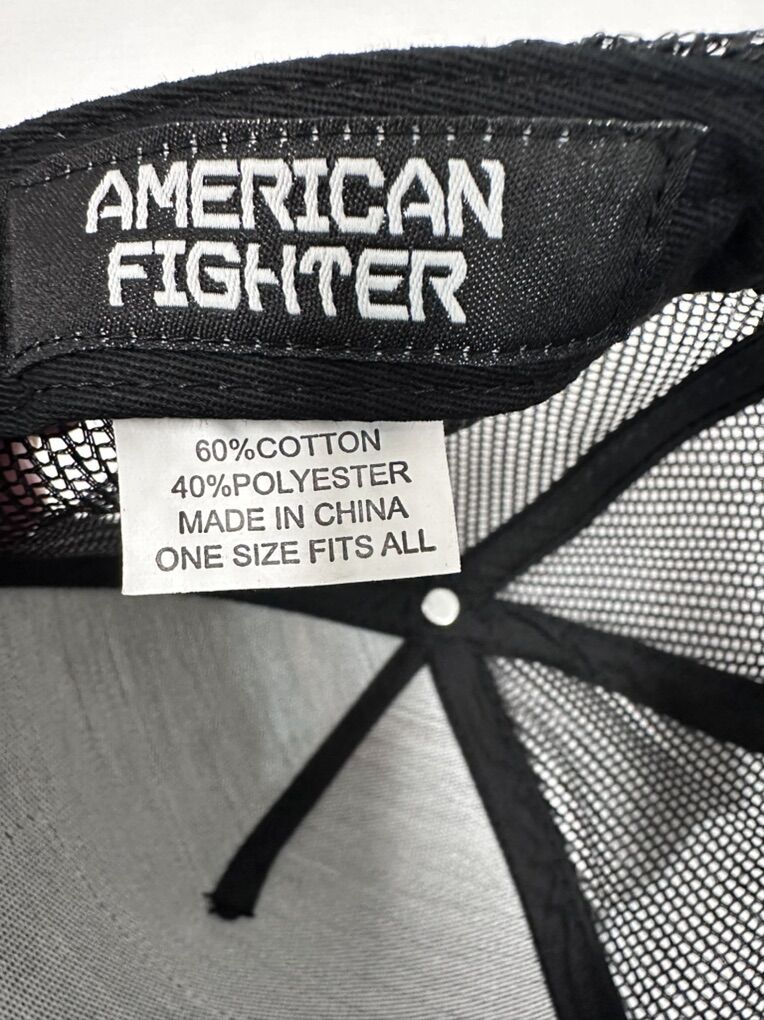 AMERICAN
FIGHTER
60%COTTON
40%POLYESTER
MADE IN CHINA
ONE SIZE FITS ALL